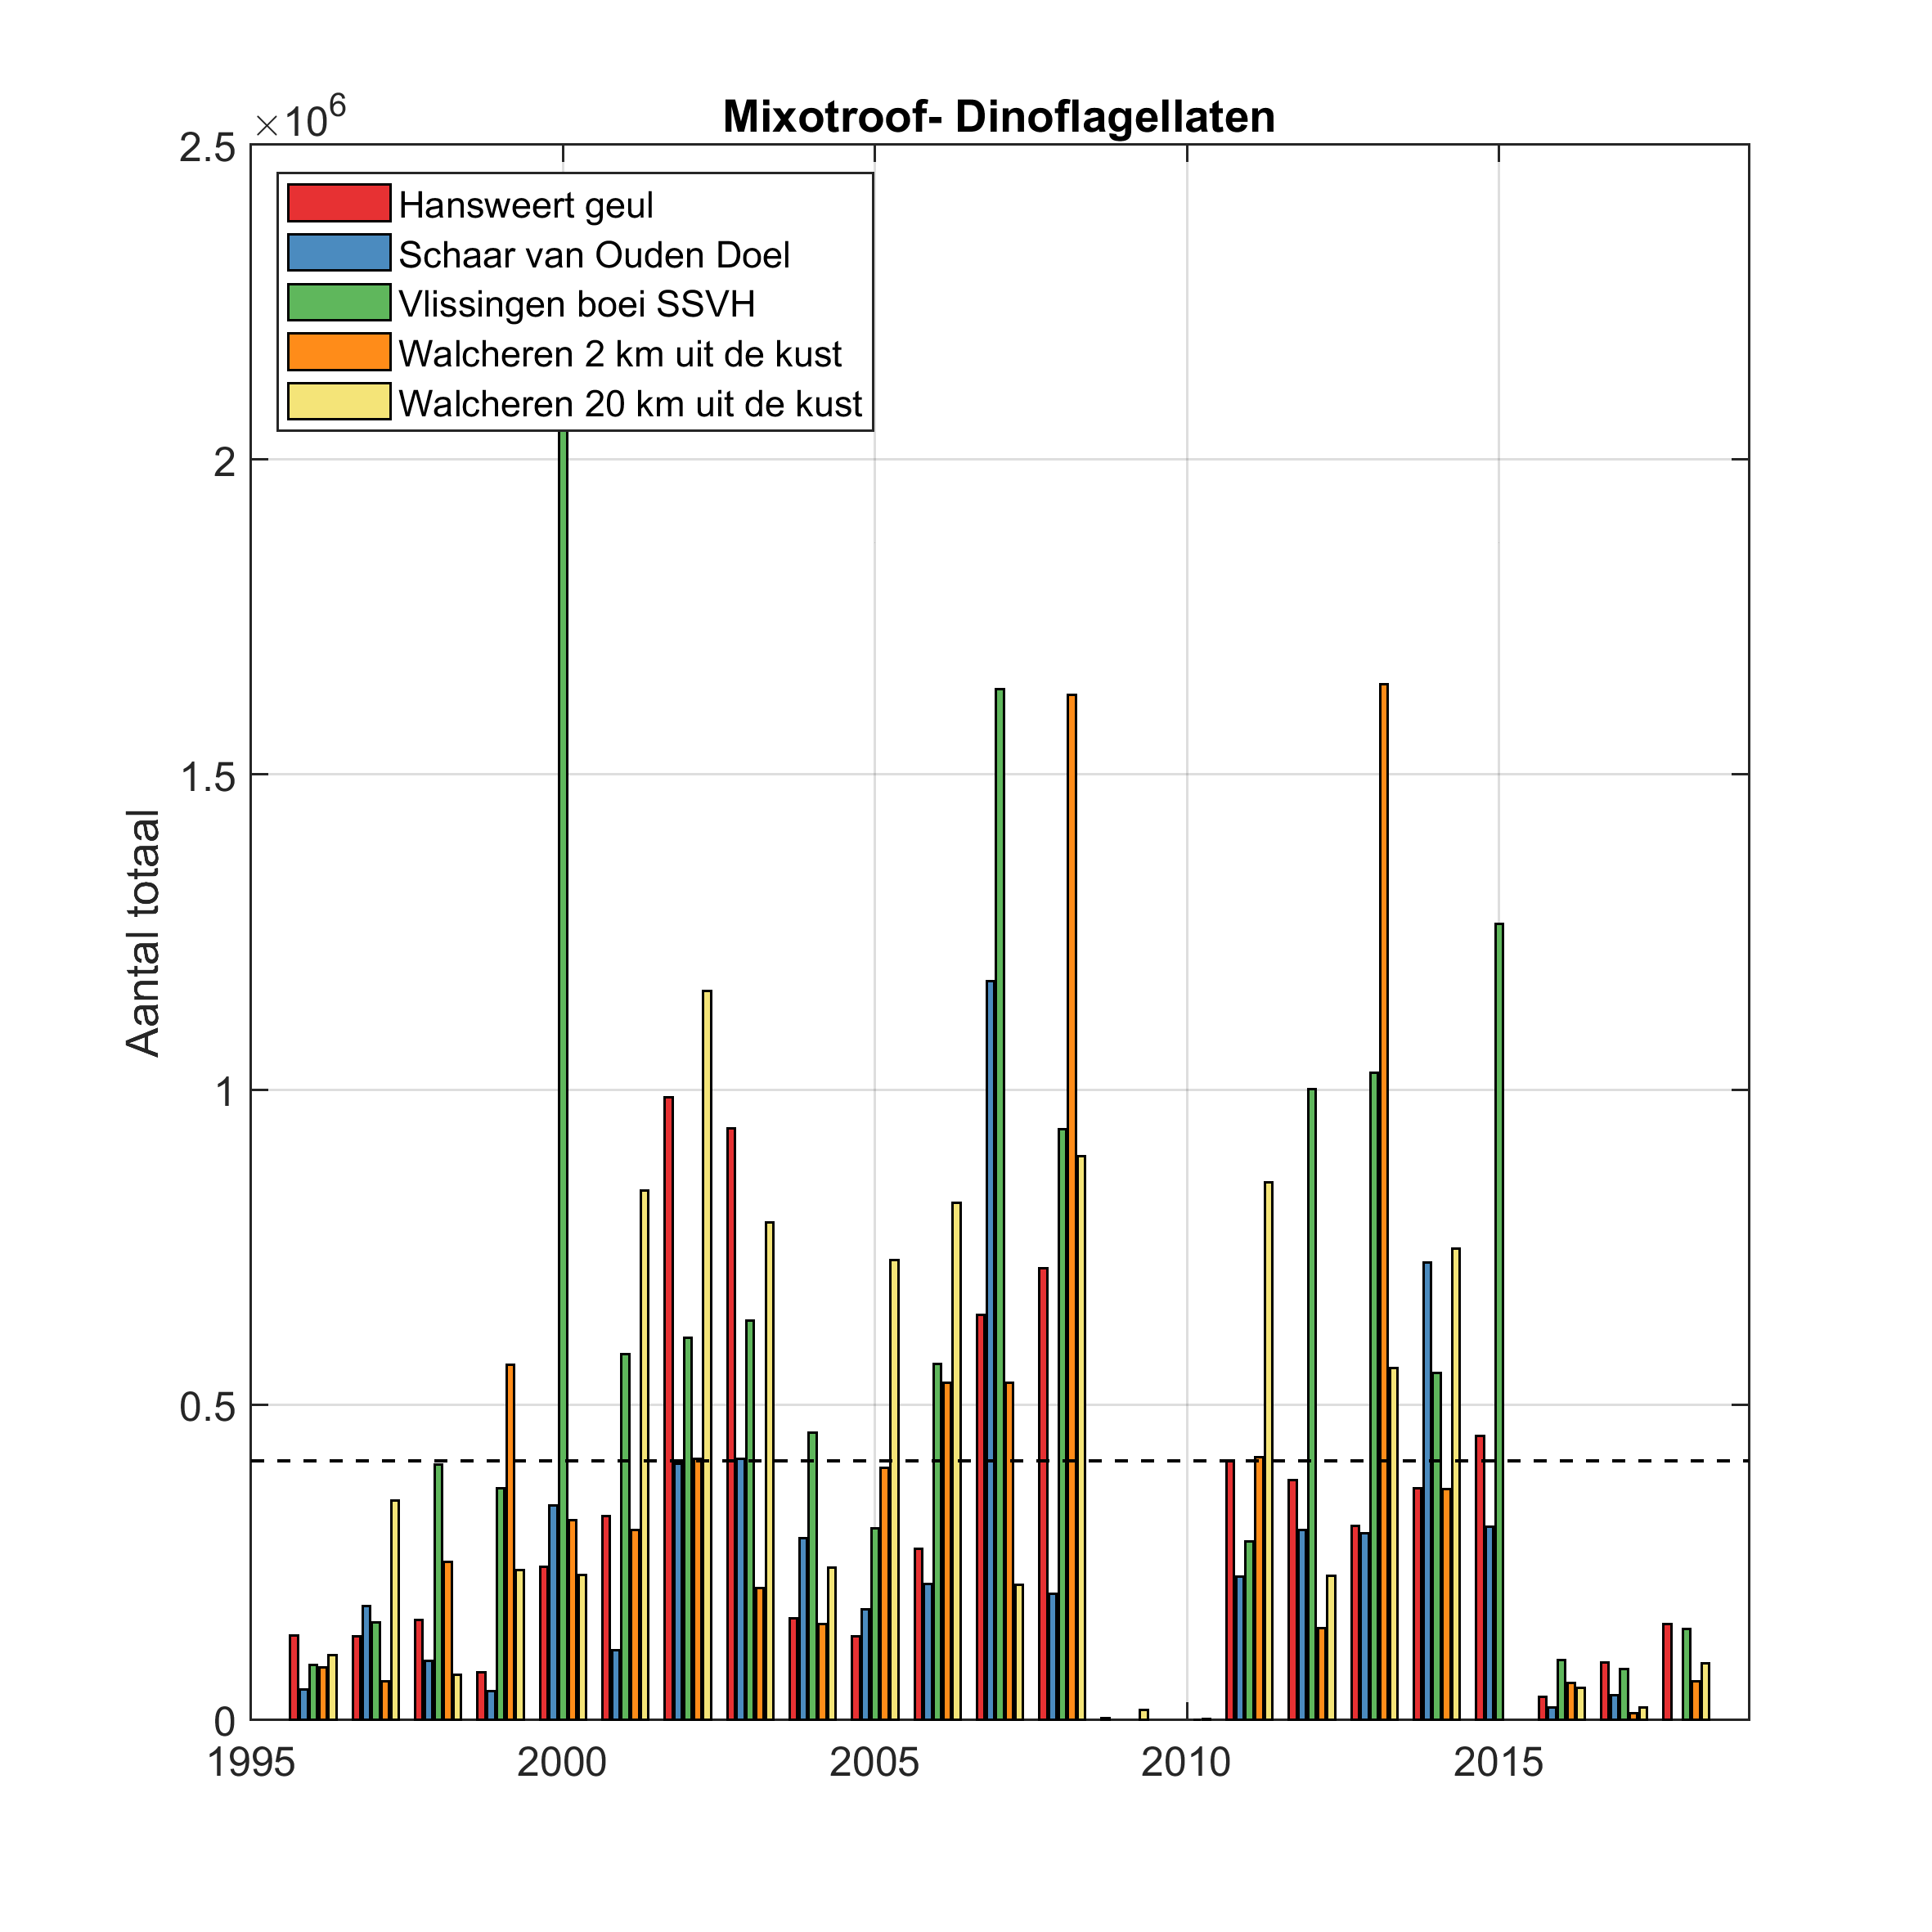 Mixotroof- Dinoflagellaten
×10⁶
2.5
2
1.5
1
0.5
0
Aantal totaal
Hansweert geul
Schaar van Ouden Doel
Vlissingen boei SSVH
Walcheren 2 km uit de kust
Walcheren 20 km uit de kust
1995 2000 2005 2010 2015